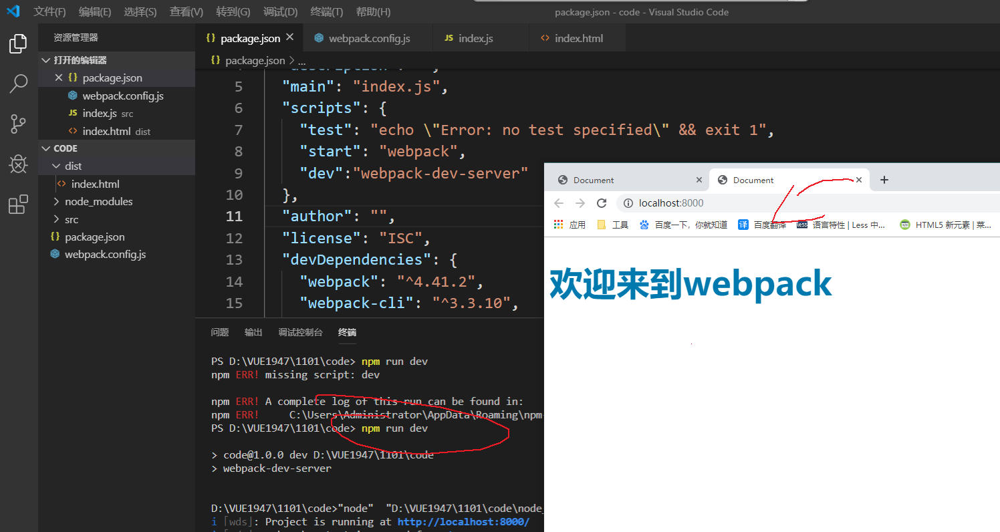 文件(F) 编辑(E) 选择(S) 查看(V) 转到(G) 调试(D) 终端(T) 帮助(H) package.json - code - Visual Studio Code
资源管理器
打开的编辑器
{} package.json
webpack.config.js
JS index.js src
<> index.html dist
CODE
dist
<> index.html
node_modules
src
{} package.json
webpack.config.js
{} package.json JS webpack.config.js index.js <> index.html
{} package.json > ...
5 "main": "index.js",
6 "scripts": {
7 "test": "echo \"Error: no test specified\" && exit 1",
8 "start": "webpack",
9 "dev":"webpack-dev-server"
10 },
11 "author": "",
12 "license": "ISC",
13 "devDependencies": {
14 "webpack": "^4.41.2",
15 "webpack-cli": "^3.3.10",
问题 输出 调试控制台 终端
PS D:\VUE1947\1101\code> npm run dev
npm ERR! missing script: dev
npm ERR! A complete log of this run can be found in:
npm ERR! C:\Users\Administrator\AppData\Roaming\npm-
PS D:\VUE1947\1101\code> npm run dev
> code@1.0.0 dev D:\VUE1947\1101\code
> webpack-dev-server
D:\VUE1947\1101\code>"node" "D:\VUE1947\1101\code\node_
i ｢wds｣: Project is running at http://localhost:8000/
Document Document
localhost:8000
应用 工具 百度一下，你就知道 译 百度翻译 less 语言特性 | Less 中... HTML5 新元素 | 菜...
欢迎来到webpack